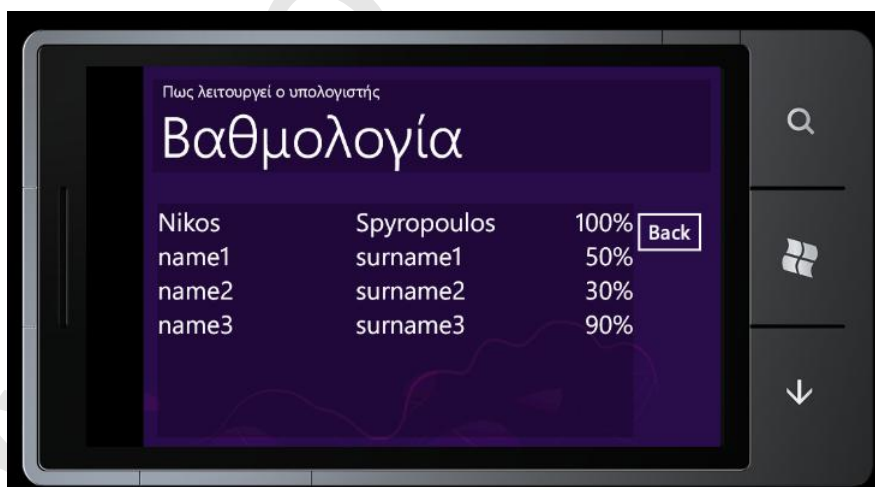 Πως λειτουργεί ο υπολογιστής
Βαθμολογία
Nikos Spyropoulos 100% Back
name1 surname1 50%
name2 surname2 30%
name3 surname3 90%